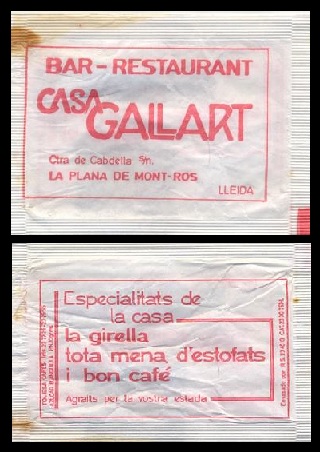 BAR-RESTAURANT
CASA
GALLART
Ctra de Cabdella s/n.
LA PLANA DE MONT-ROS
LLEIDA
Especialitats de
la casa
la girella
tota mena d'estofats
i bon café
Agraïts per la vostra estada